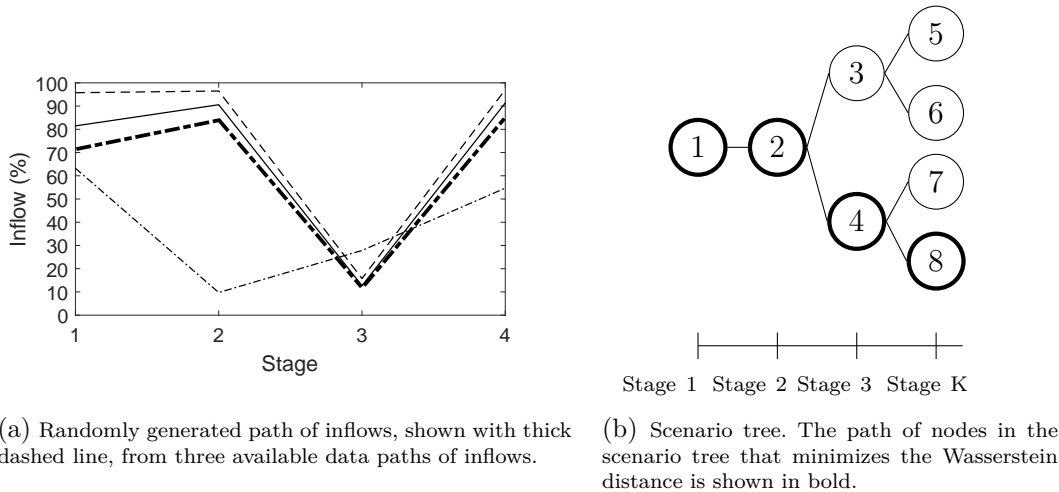 100
90
80
70
60
50
40
30
20
10
0
Inflow (%)
1 2 3 4
Stage
(a) Randomly generated path of inflows, shown with thick
dashed line, from three available data paths of inflows.
1
2
3
4
5
6
7
8
Stage 1 Stage 2 Stage 3 Stage K
(b) Scenario tree. The path of nodes in the
scenario tree that minimizes the Wasserstein
distance is shown in bold.